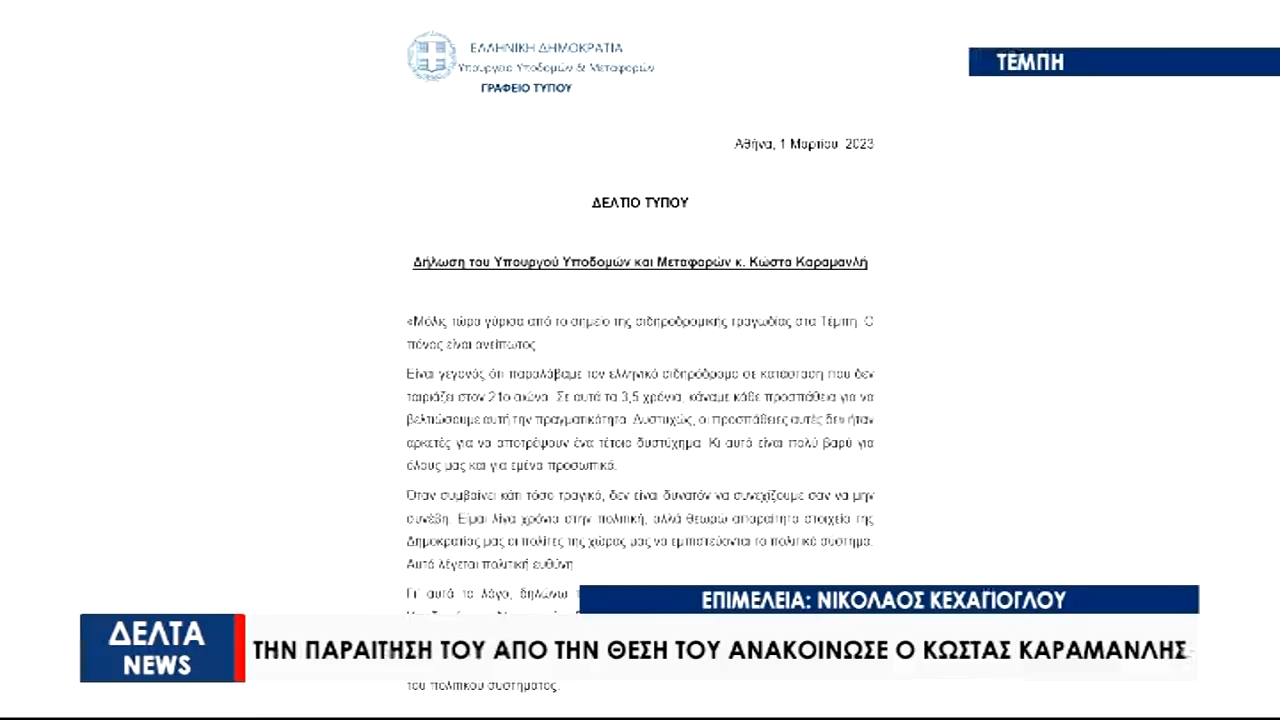 ΕΛΛΗΝΙΚΗ ΔΗΜΟΚΡΑΤΙΑ
Υπουργείο Υποδομών & Μεταφορών
ΓΡΑΦΕΙΟ ΤΥΠΟΥ
ΤΕΜΠΗ
Αθήνα, 1 Μαρτίου 2023
ΔΕΛΤΙΟ ΤΥΠΟΥ
Δήλωση του Υπουργού Υποδομών και Μεταφορών κ. Κώστα Καραμανλή
«Μόλις τώρα γύρισα από το σημείο της σιδηροδρομικής τραγωδίας στα Τέμπη. Ο
πόνος είναι ανείπωτος.
Είναι γεγονός ότι παραλάβαμε τον ελληνικό σιδηρόδρομο σε κατάσταση που δεν
ταιριάζει στον 21ο αιώνα. Σε αυτά τα 3,5 χρόνια, κάναμε κάθε προσπάθεια για να
βελτιώσουμε αυτή την πραγματικότητα. Δυστυχώς, οι προσπάθειες αυτές δεν ήταν
αρκετές για να αποτρέψουν ένα τέτοιο δυστύχημα. Κι αυτό είναι πολύ βαρύ για
όλους μας και για εμένα προσωπικά.
Όταν συμβαίνει κάτι τόσο τραγικό, δεν είναι δυνατόν να συνεχίζουμε σαν να μην
συνέβη. Είμαι λίγα χρόνια στην πολιτική, αλλά θεωρώ απαραίτητο στοιχείο της
Δημοκρατίας μας οι πολίτες της χώρας μας να εμπιστεύονται το πολιτικό σύστημα.
Αυτό λέγεται πολιτική ευθύνη.
Γι' αυτό το λόγο, δηλώνω
ΕΠΙΜΕΛΕΙΑ: ΝΙΚΟΛΑΟΣ ΚΕΧΑΓΙΟΓΛΟΥ
ΔΕΛΤΑ
NEWS
ΤΗΝ ΠΑΡΑΙΤΗΣΗ ΤΟΥ ΑΠΟ ΤΗΝ ΘΕΣΗ ΤΟΥ ΑΝΑΚΟΙΝΩΣΕ Ο ΚΩΣΤΑΣ ΚΑΡΑΜΑΝΛΗΣ
του πολιτικού συστήματος.